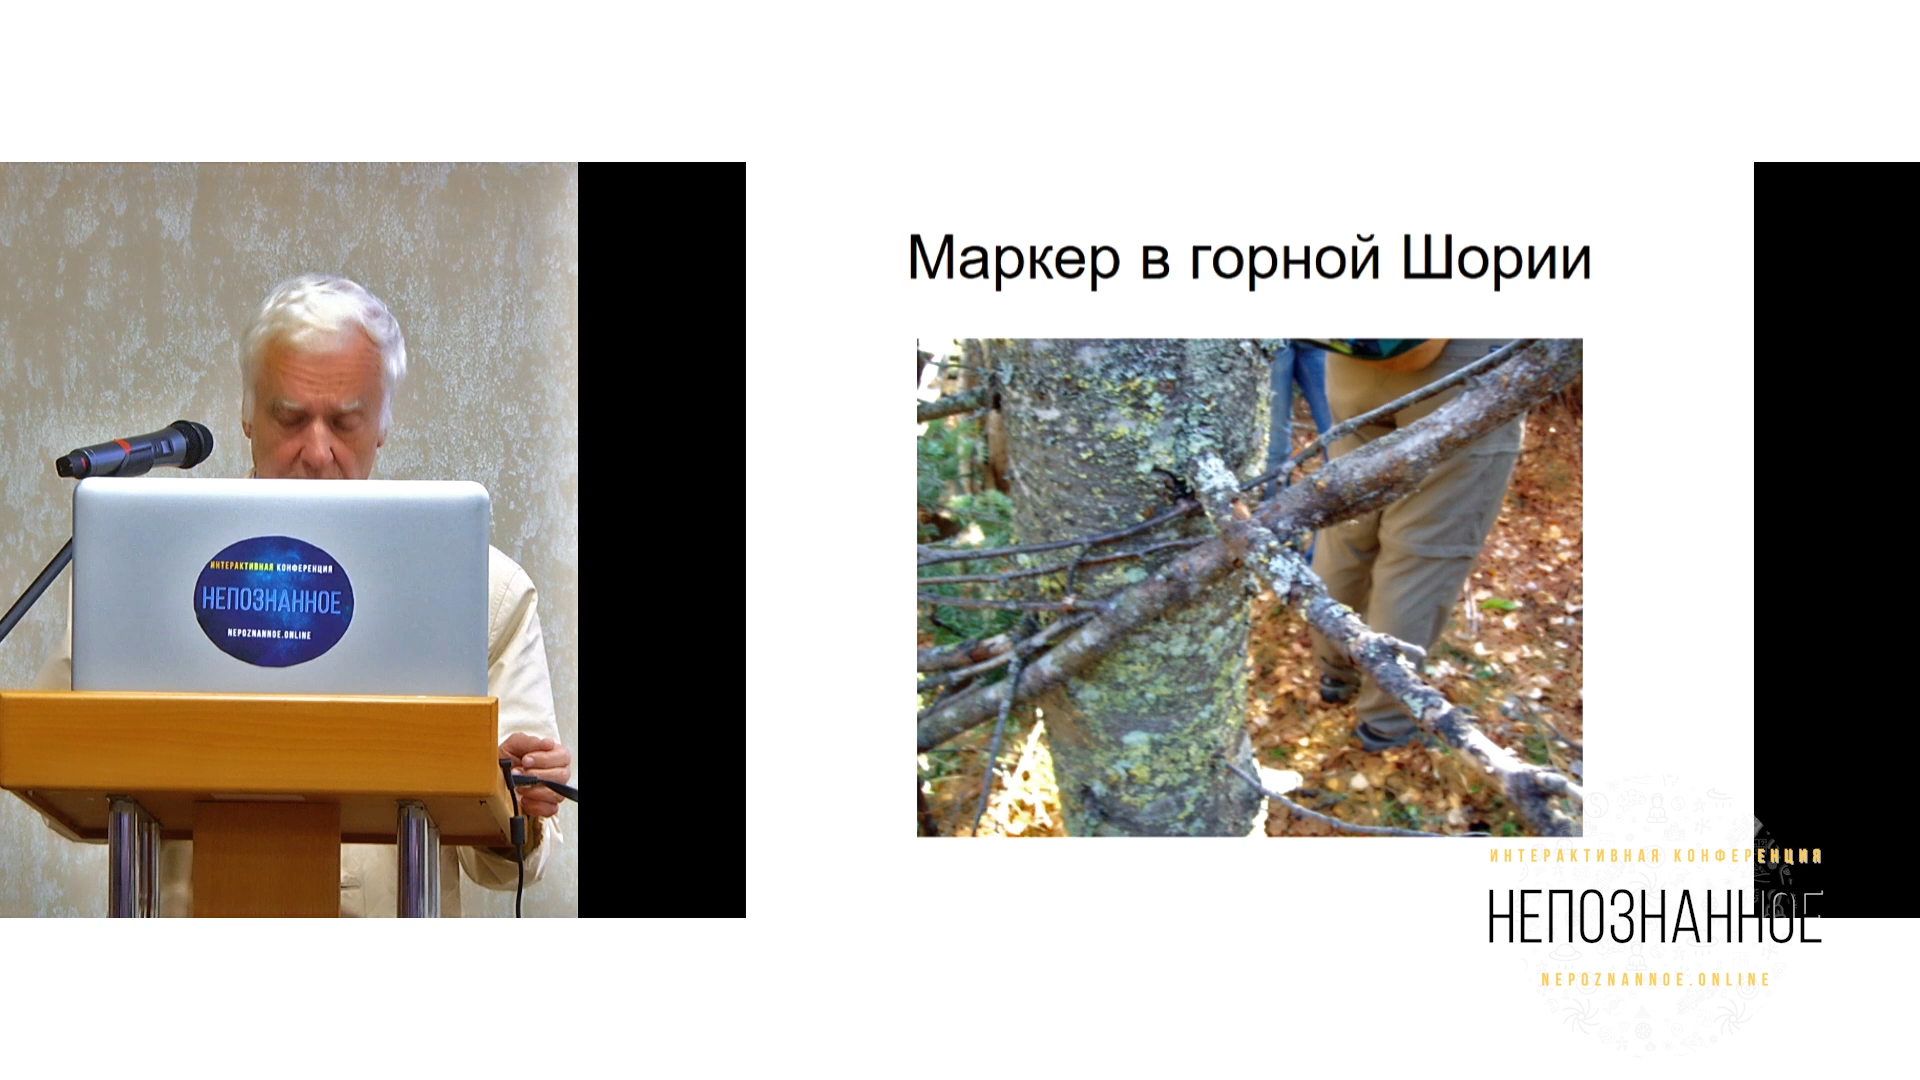 Маркер в горной Шории
ИНТЕРАКТИВНАЯ КОНФЕРЕНЦИЯ
НЕПОЗНАННОЕ
NEPOZNANNOE.ONLINE
ИНТЕРАКТИВНАЯ КОНФЕРЕНЦИЯ
НЕПОЗНАННОЕ
NEPOZNANNOE.ONLINE